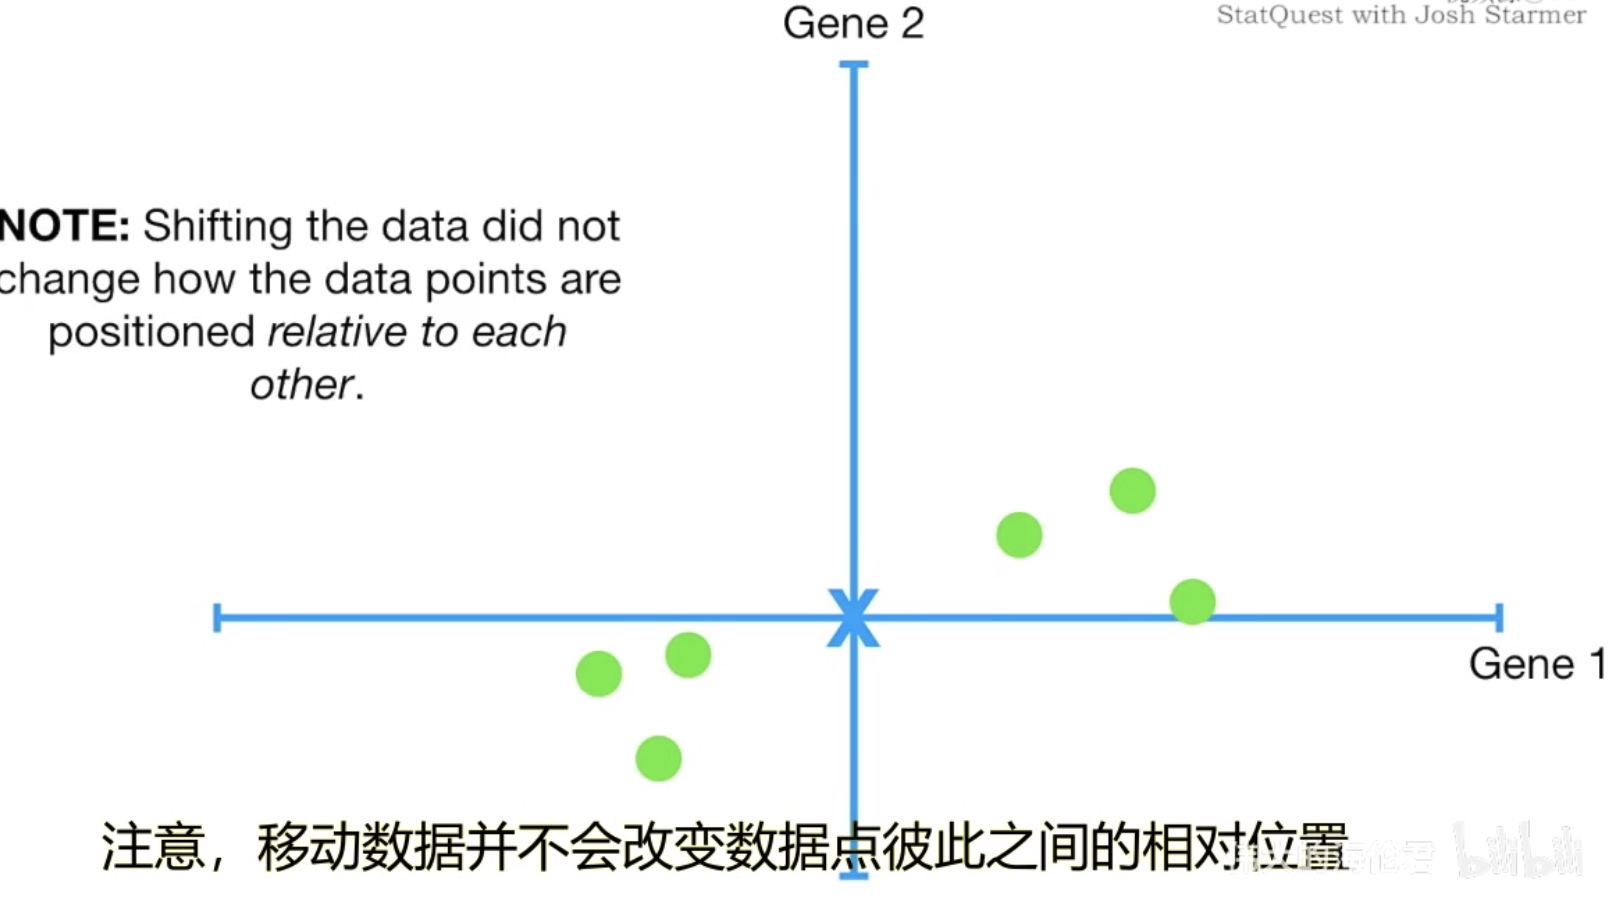 Gene 2
StatQuest with Josh Starmer
NOTE: Shifting the data did not
change how the data points are
positioned relative to each
other.
X
Gene 1
注意，移动数据并不会改变数据点彼此之间的相对位置
bilibili